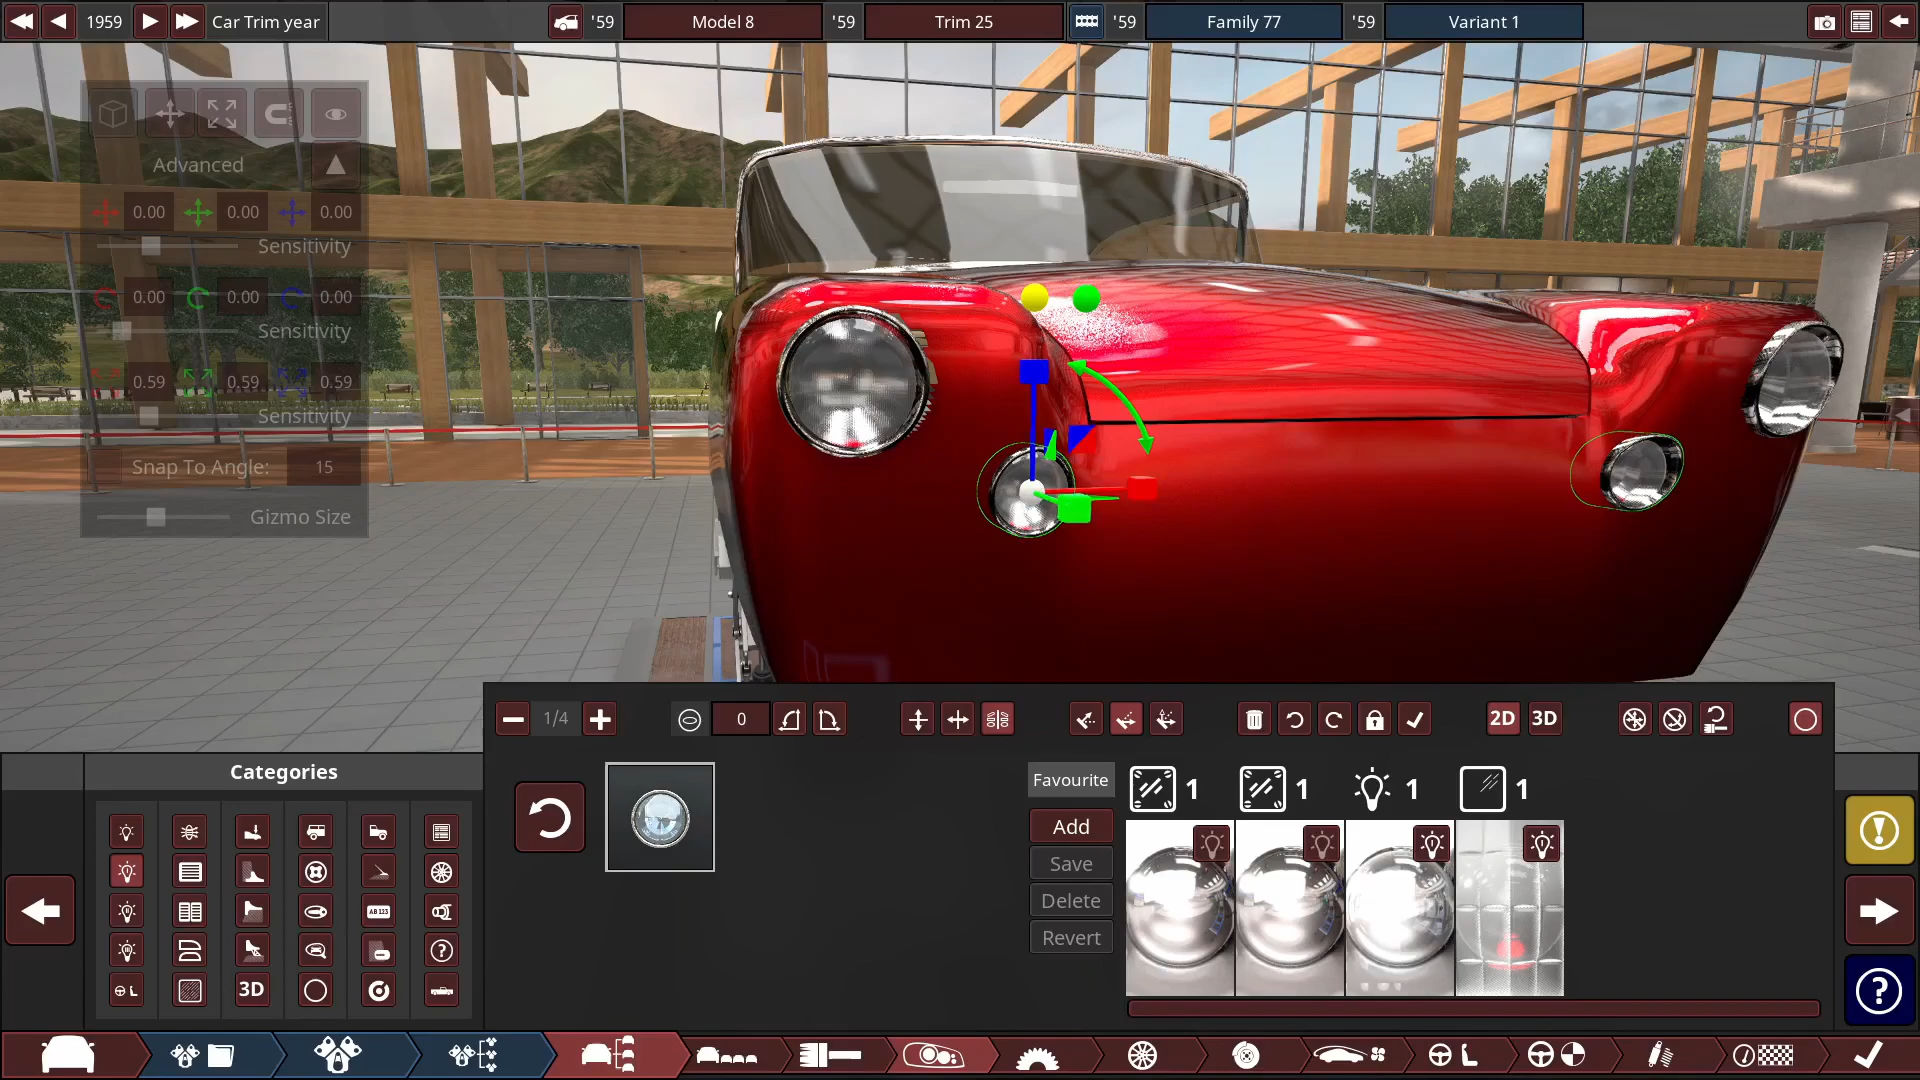 1959 Car Trim year '59 Model 8 '59 Trim 25 '59 Family 77 '59 Variant 1
Advanced
0.00 0.00 0.00
Sensitivity
0.00 0.00 0.00
Sensitivity
0.59 0.59 0.59
Sensitivity
Snap To Angle: 15
Gizmo Size
1/4 0 2D 3D
Categories
Favourite 1 1 1 1
Add
Save
Delete
Revert
AB 123
3D